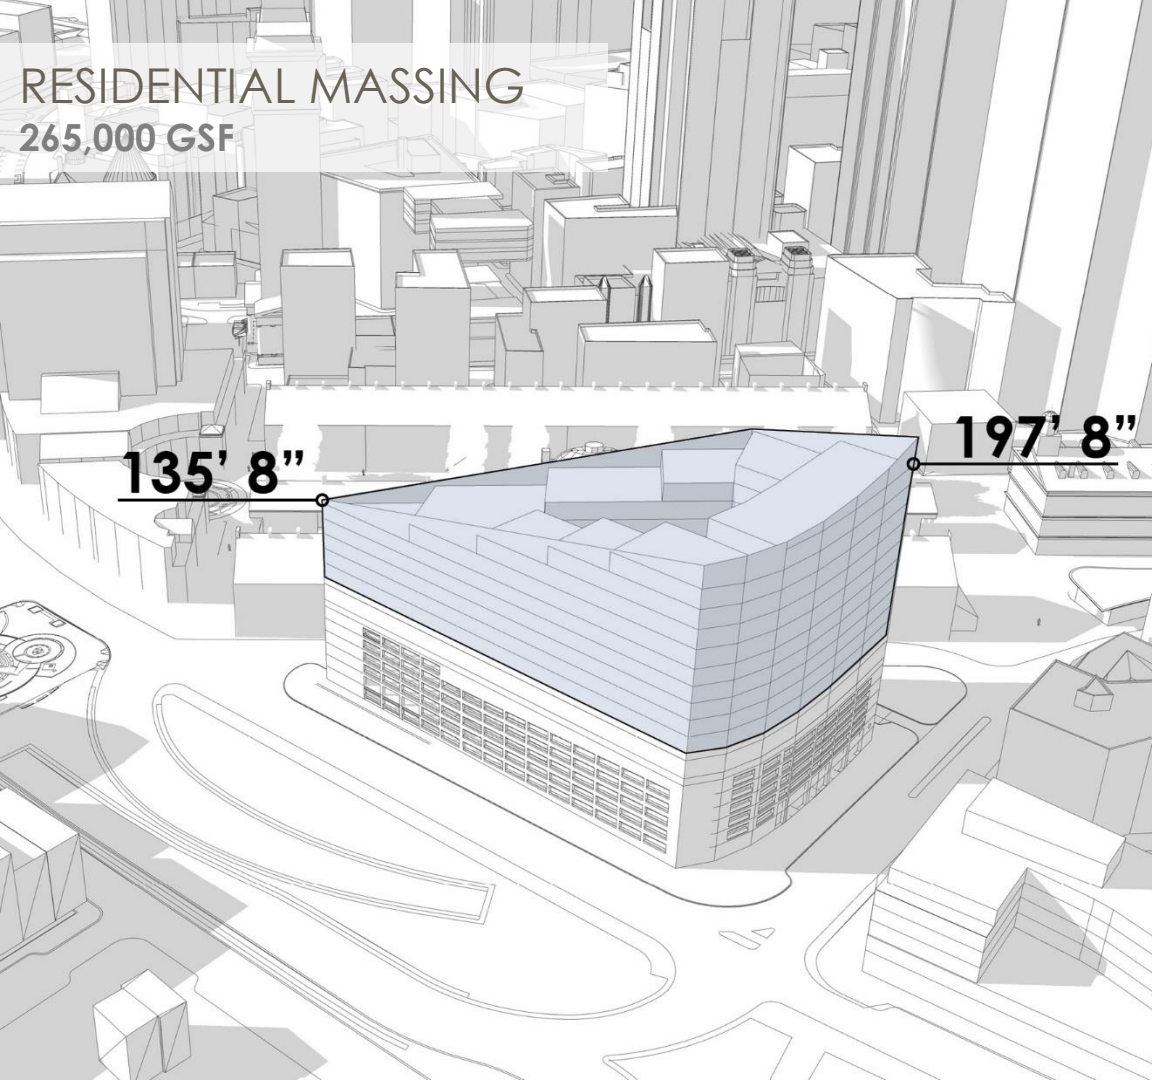 RESIDENTIAL MASSING
265,000 GSF
197’ 8”
135’ 8”